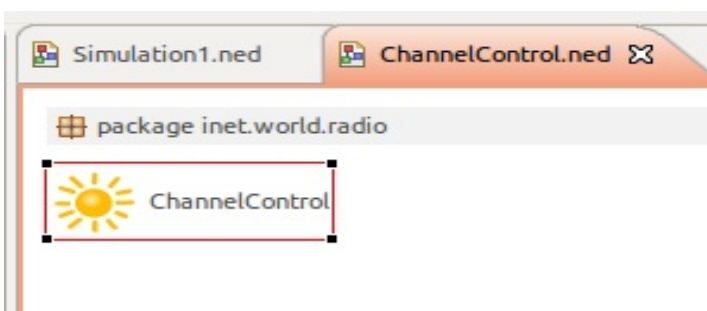 Simulation1.ned ChannelControl.ned
package inet.world.radio
ChannelControl